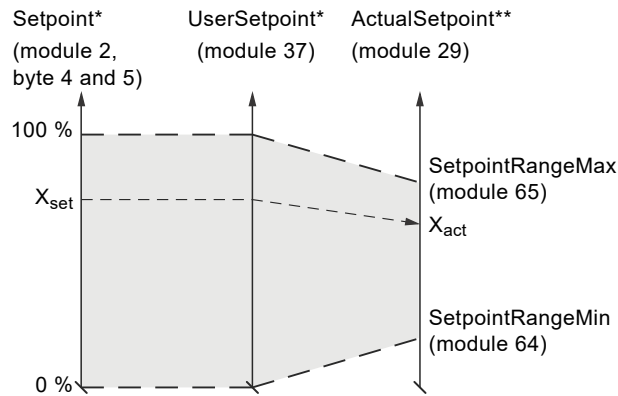 Setpoint*
(module 2,
byte 4 and 5)
UserSetpoint*
(module 37)
ActualSetpoint**
(module 29)
100 %
SetpointRangeMax
(module 65)
Xset
Xact
SetpointRangeMin
(module 64)
0 %